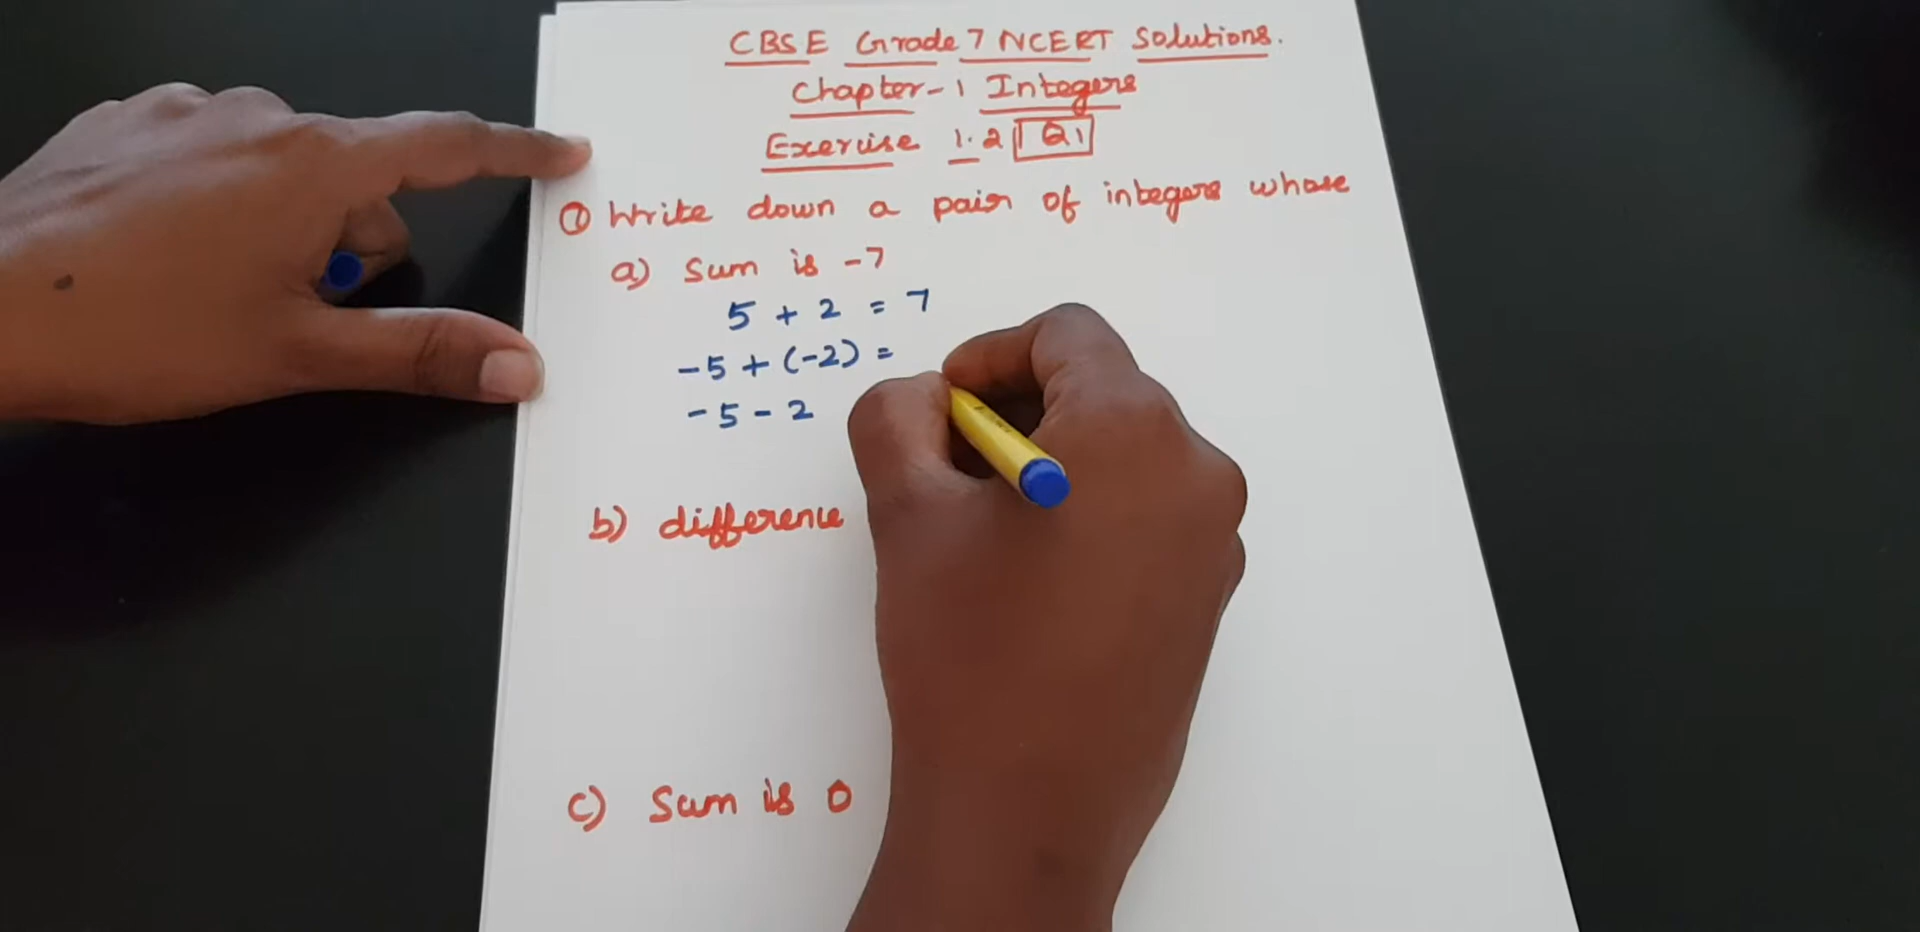 CBSE Grade 7 NCERT Solutions.
Chapter-1 Integers
Exercise 1.2 Q1
① Write down a pair of integers whose
a) Sum is -7
5 + 2 = 7
-5 + (-2) =
-5 - 2
b) difference
c) Sum is 0